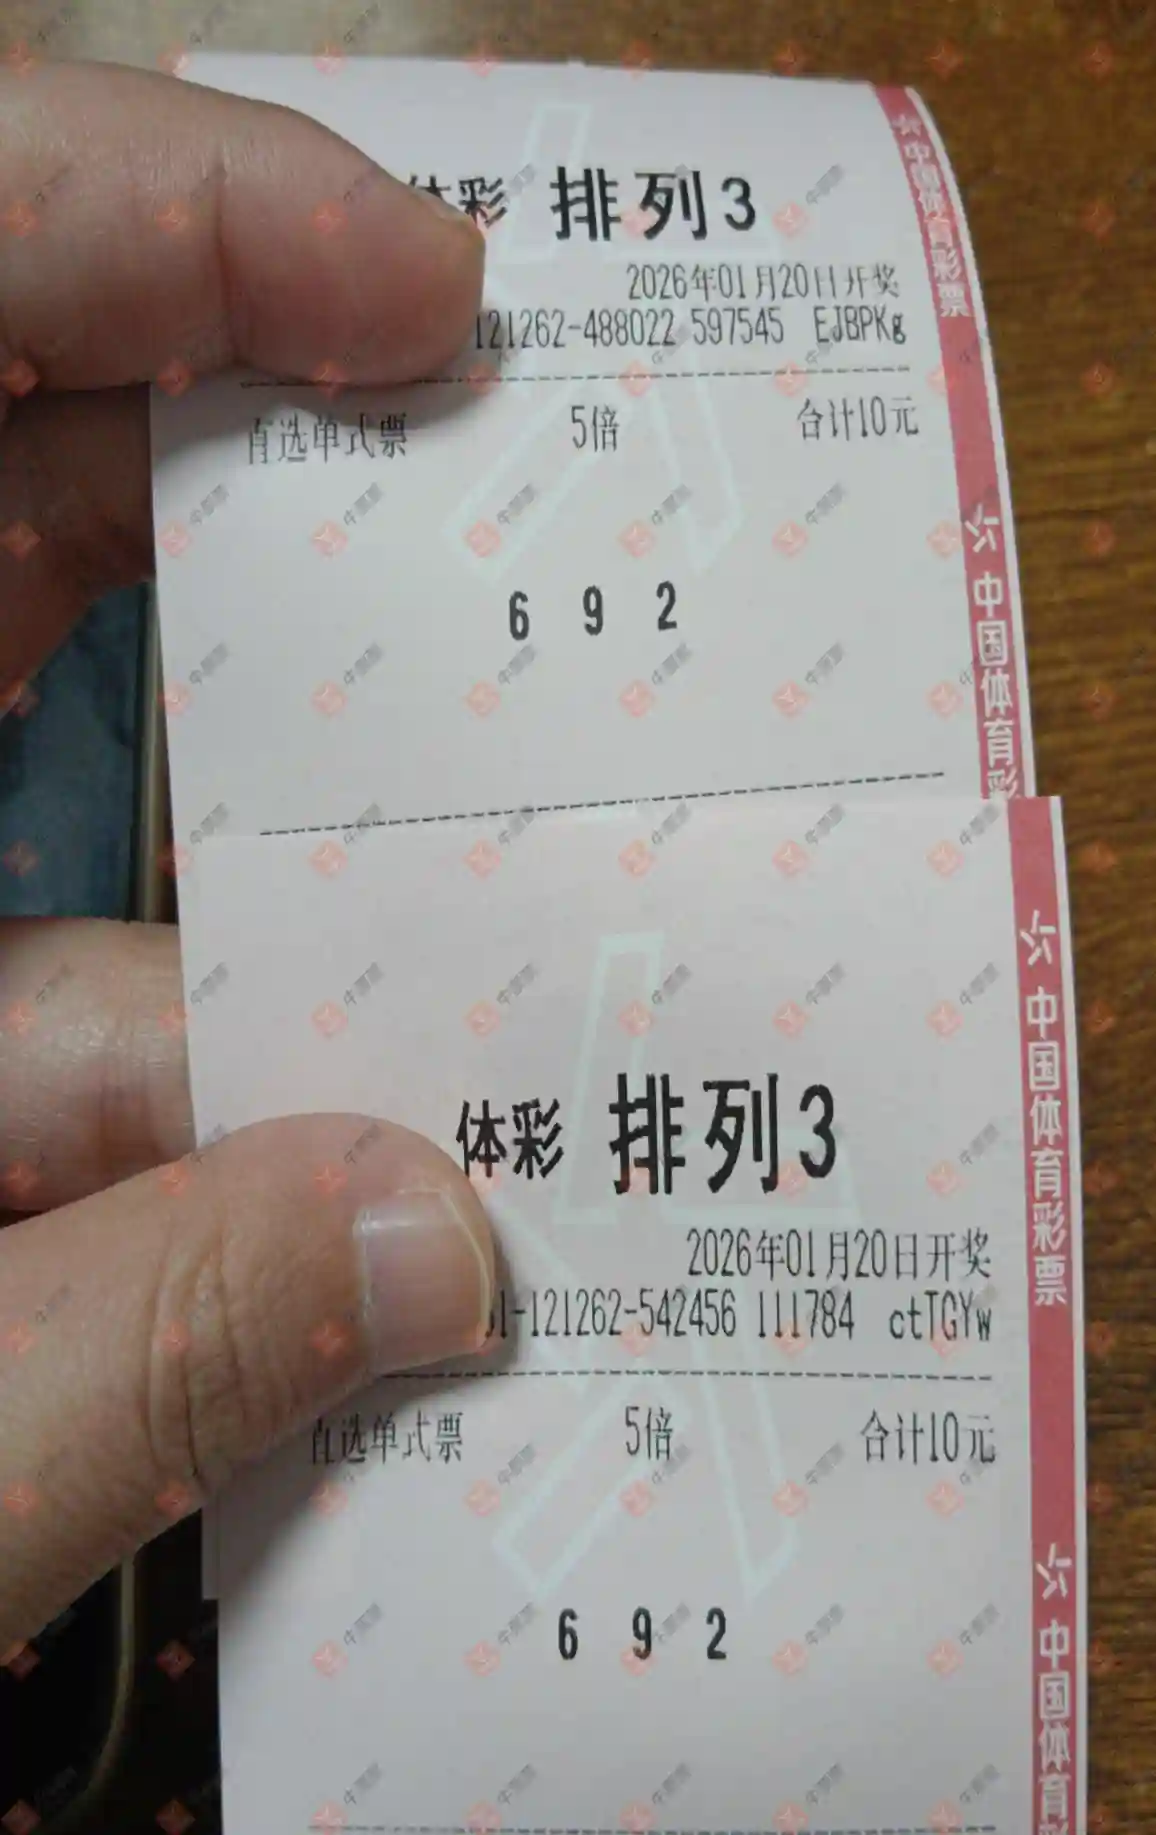 体彩 排列3
2026年01月20日开奖
121262-488022 597545 EJBPKg
直选单式票 5倍 合计10元
6 9 2
中国体育彩票
中国体育彩
体彩 排列3
2026年01月20日开奖
1-121262-542456 111784 ctTGYw
直选单式票 5倍 合计10元
6 9 2
中国体育彩票
中国体育